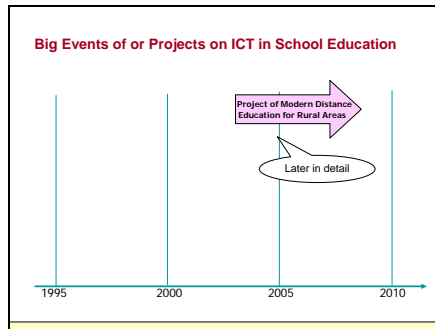 Big Events of or Projects on ICT in School Education
Project of Modern Distance
Education for Rural Areas
Later in detail
1995 2000 2005 2010